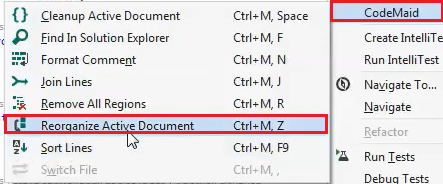 Cleanup Active Document Ctrl+M, Space
Find In Solution Explorer Ctrl+M, F
Format Comment Ctrl+M, N
Join Lines Ctrl+M, J
Remove All Regions Ctrl+M, R
Reorganize Active Document Ctrl+M, Z
Sort Lines Ctrl+M, F9
Switch File Ctrl+M, ,
CodeMaid
Create IntelliTest
Run IntelliTest
Navigate To...
Navigate
Refactor
Run Tests
Debug Tests